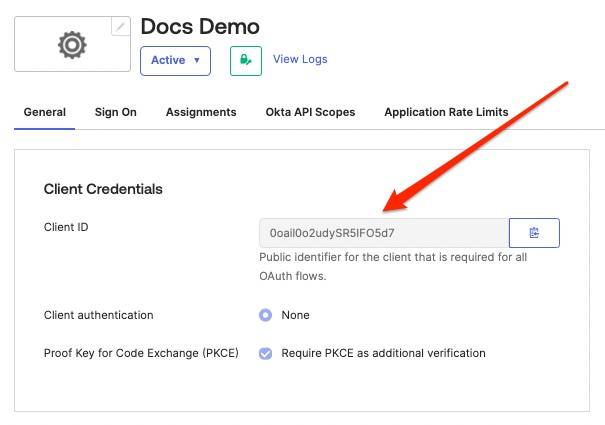 Docs Demo
Active
View Logs
General Sign On Assignments Okta API Scopes Application Rate Limits
Client Credentials
Client ID
0oail0o2udySR5IFO5d7
Public identifier for the client that is required for all
OAuth flows.
Client authentication
None
Proof Key for Code Exchange (PKCE)
Require PKCE as additional verification